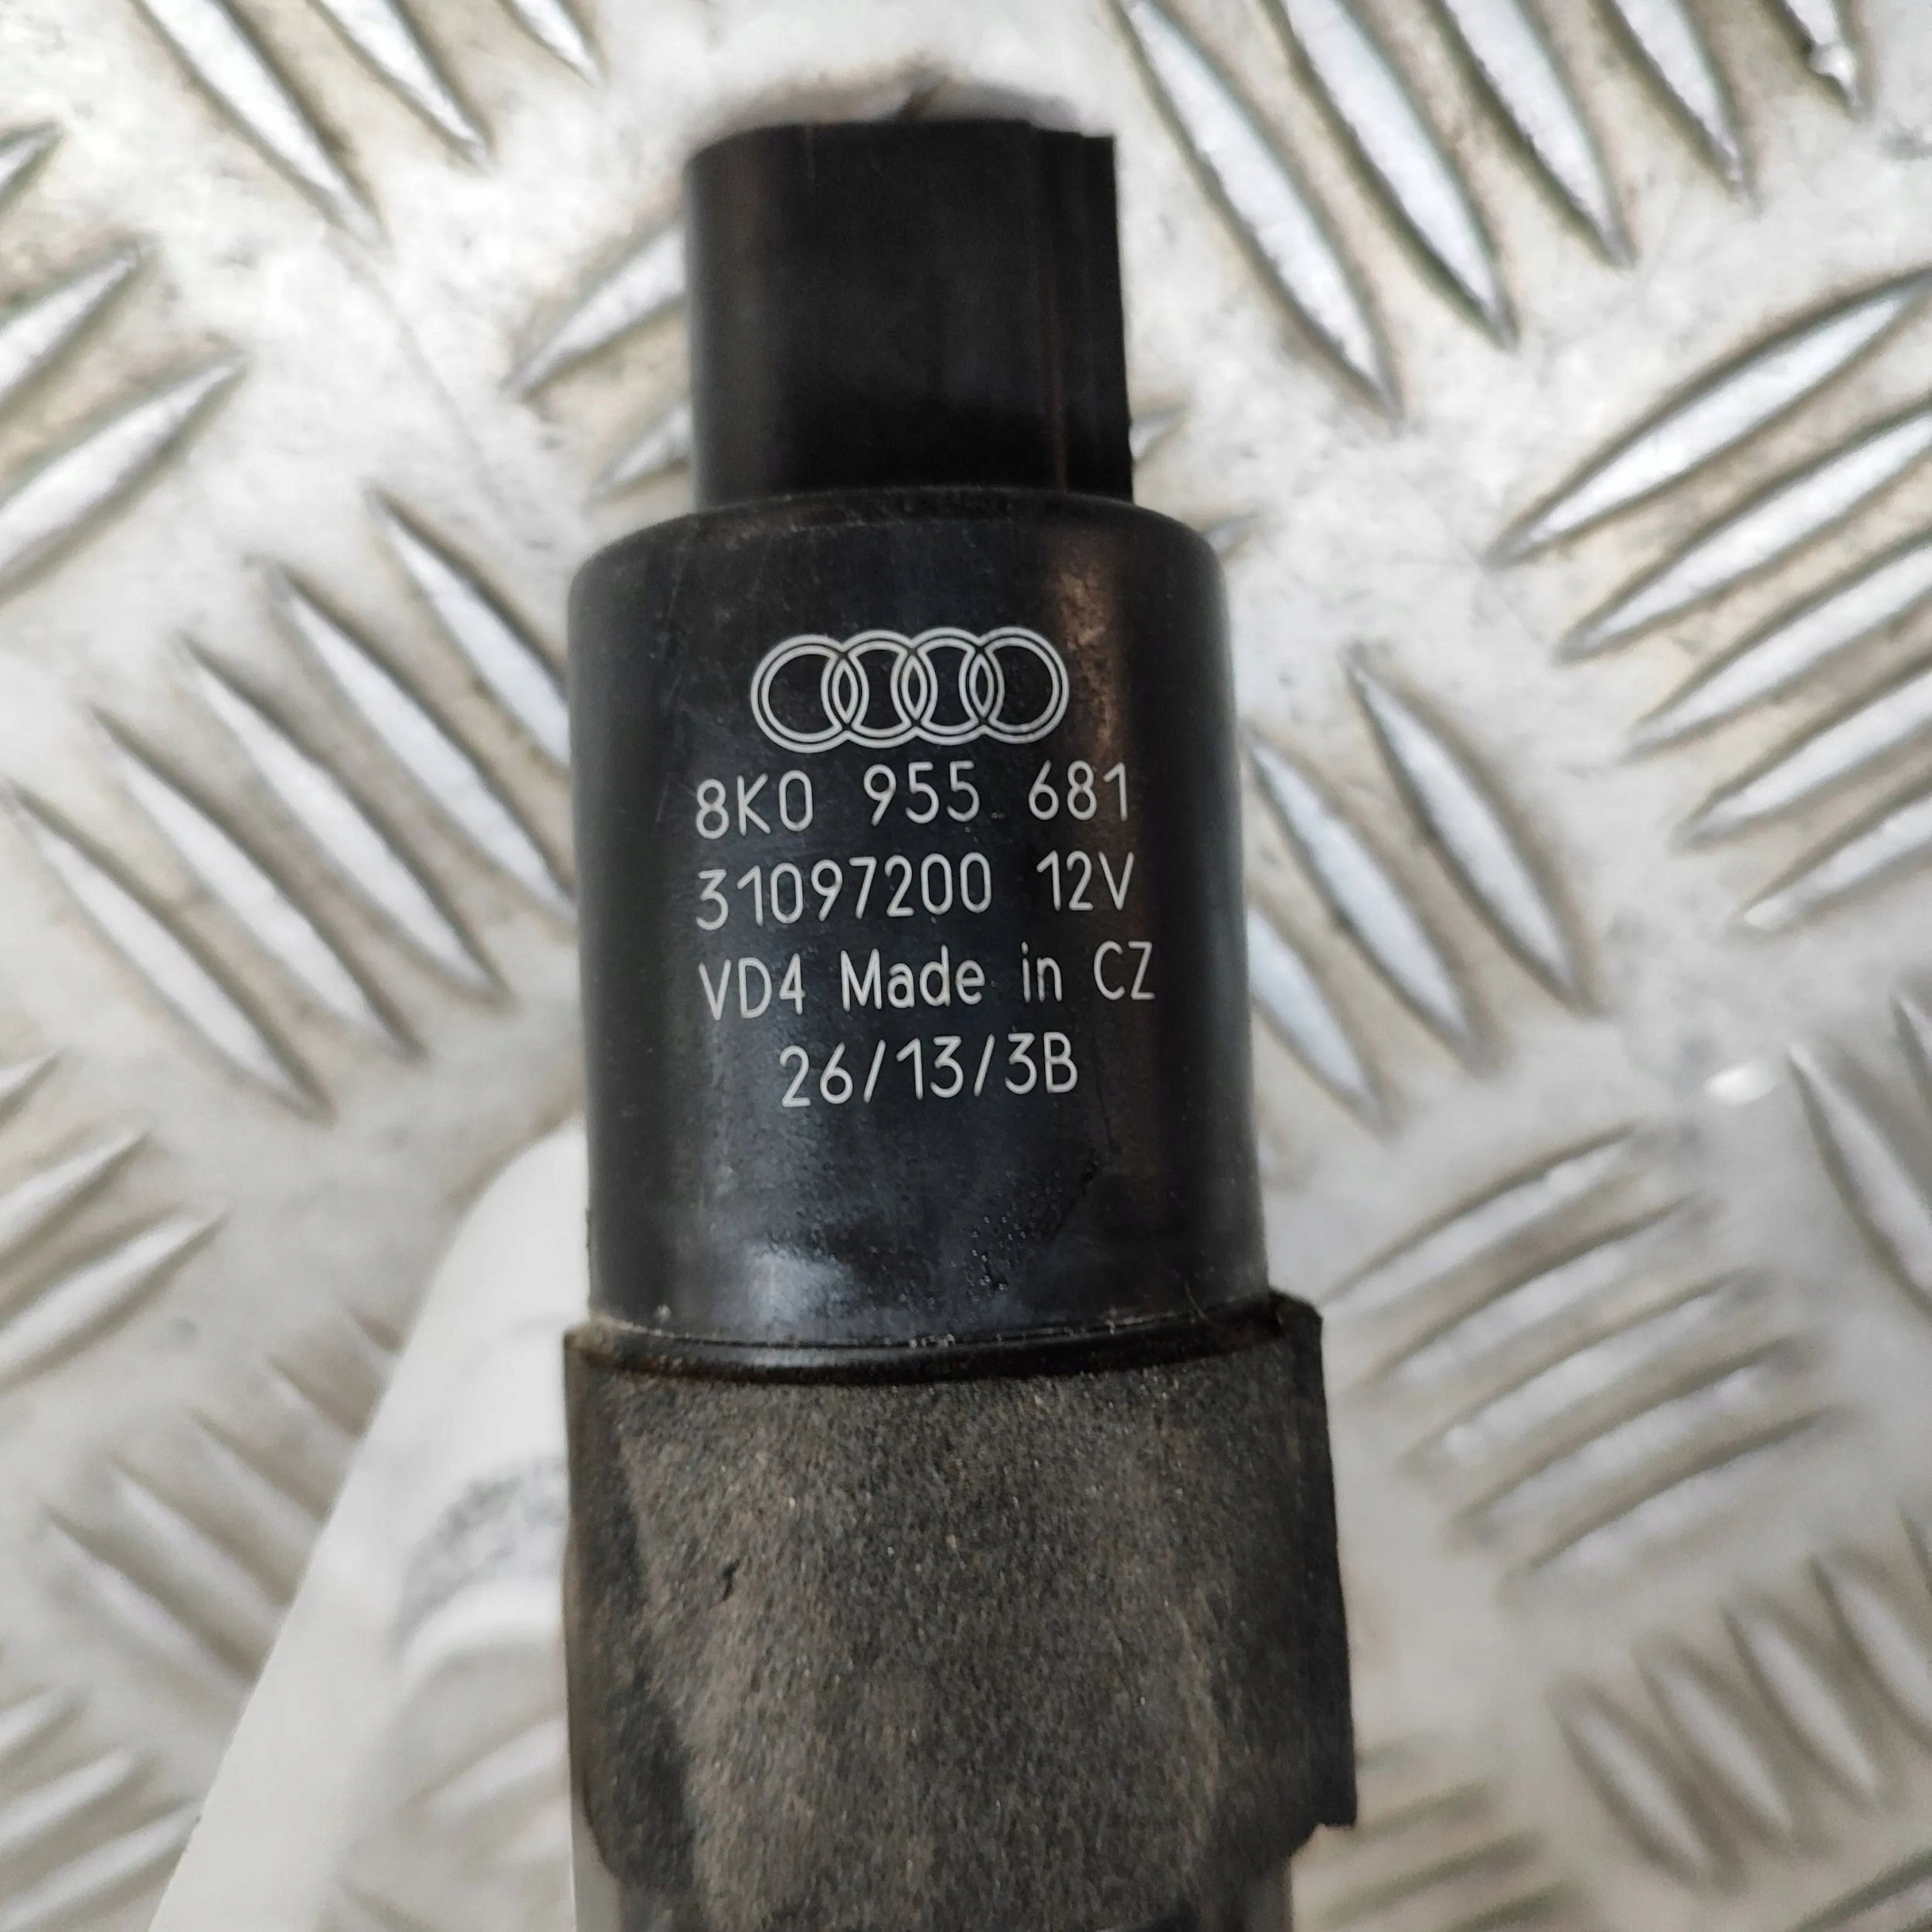 8K0 955 681
31097200 12V
VD4 Made in CZ
26/13/3B